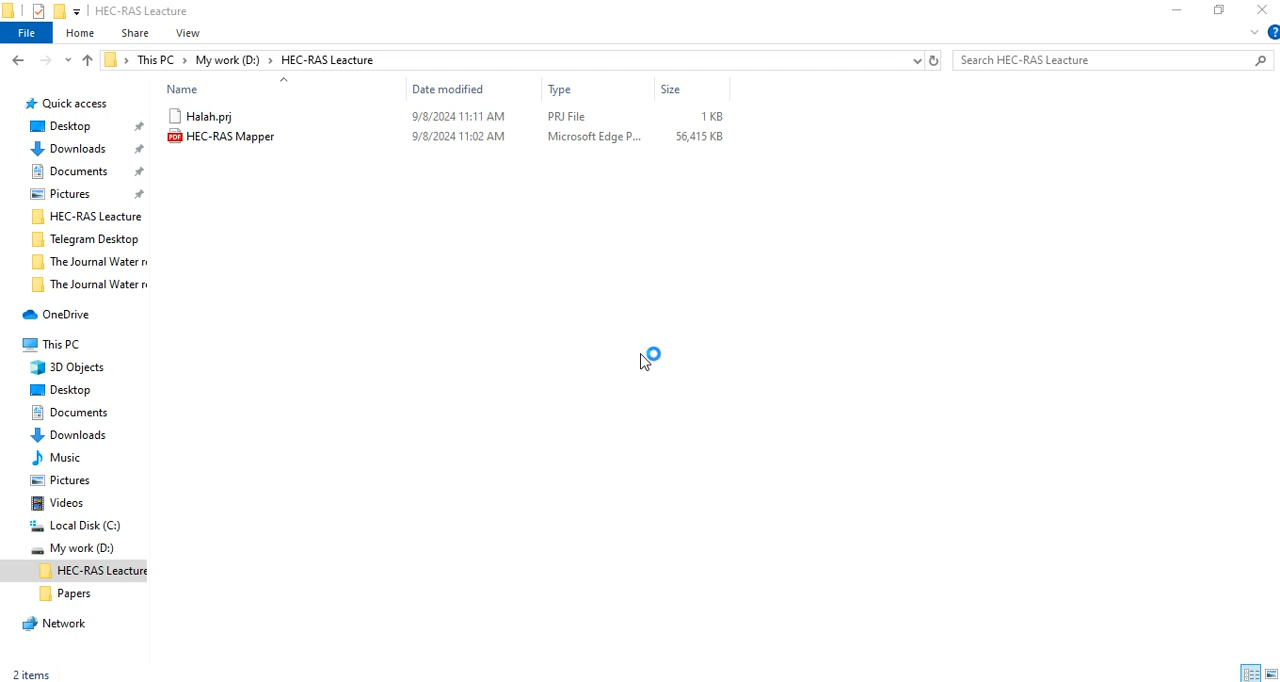 HEC-RAS Leacture
File Home Share View
This PC My work (D:) HEC-RAS Leacture
Search HEC-RAS Leacture
Name Date modified Type Size
Halah.prj 9/8/2024 11:11 AM PRJ File 1 KB
HEC-RAS Mapper 9/8/2024 11:02 AM Microsoft Edge P... 56,415 KB
Quick access
Desktop
Downloads
Documents
Pictures
HEC-RAS Leacture
Telegram Desktop
The Journal Water r
The Journal Water r
OneDrive
This PC
3D Objects
Desktop
Documents
Downloads
Music
Pictures
Videos
Local Disk (C:)
My work (D:)
HEC-RAS Leacture
Papers
Network
2 items